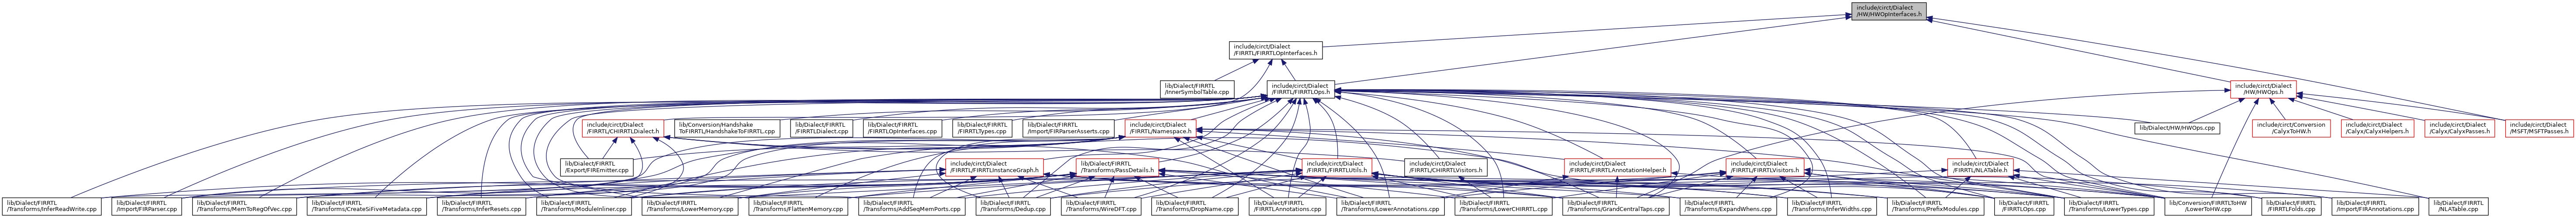 include/circt/Dialect
/HW/HWOpInterfaces.h
include/circt/Dialect
/FIRRTL/FIRRTLOpInterfaces.h
lib/Dialect/FIRRTL
/InnerSymbolTable.cpp
include/circt/Dialect
/FIRRTL/FIRRTLOps.h
include/circt/Dialect
/HW/HWOps.h
include/circt/Dialect
/FIRRTL/CHIRRTLDialect.h
lib/Conversion/Handshake
ToFIRRTL/HandshakeToFIRRTL.cpp
lib/Dialect/FIRRTL
/FIRRTLDialect.cpp
lib/Dialect/FIRRTL
/FIRRTLOpInterfaces.cpp
lib/Dialect/FIRRTL
/FIRRTLTypes.cpp
lib/Dialect/FIRRTL
/Import/FIRParserAsserts.cpp
include/circt/Dialect
/FIRRTL/Namespace.h
lib/Dialect/HW/HWOps.cpp
include/circt/Conversion
/CalyxToHW.h
include/circt/Dialect
/Calyx/CalyxHelpers.h
include/circt/Dialect
/Calyx/CalyxPasses.h
include/circt/Dialect
/MSFT/MSFTPasses.h
lib/Dialect/FIRRTL
/Export/FIREmitter.cpp
include/circt/Dialect
/FIRRTL/FIRRTLInstanceGraph.h
lib/Dialect/FIRRTL
/Transforms/PassDetails.h
include/circt/Dialect
/FIRRTL/FIRRTLUtils.h
include/circt/Dialect
/FIRRTL/CHIRRTLVisitors.h
include/circt/Dialect
/FIRRTL/FIRRTLAnnotationHelper.h
include/circt/Dialect
/FIRRTL/FIRRTLVisitors.h
include/circt/Dialect
/FIRRTL/NLATable.h
lib/Dialect/FIRRTL
/Transforms/InferReadWrite.cpp
lib/Dialect/FIRRTL
/Import/FIRParser.cpp
lib/Dialect/FIRRTL
/Transforms/MemToRegOfVec.cpp
lib/Dialect/FIRRTL
/Transforms/CreateSiFiveMetadata.cpp
lib/Dialect/FIRRTL
/Transforms/InferResets.cpp
lib/Dialect/FIRRTL
/Transforms/ModuleInliner.cpp
lib/Dialect/FIRRTL
/Transforms/LowerMemory.cpp
lib/Dialect/FIRRTL
/Transforms/FlattenMemory.cpp
lib/Dialect/FIRRTL
/Transforms/AddSeqMemPorts.cpp
lib/Dialect/FIRRTL
/Transforms/Dedup.cpp
lib/Dialect/FIRRTL
/Transforms/WireDFT.cpp
lib/Dialect/FIRRTL
/Transforms/DropName.cpp
lib/Dialect/FIRRTL
/FIRRTLAnnotations.cpp
lib/Dialect/FIRRTL
/Transforms/LowerAnnotations.cpp
lib/Dialect/FIRRTL
/Transforms/LowerCHIRRTL.cpp
lib/Dialect/FIRRTL
/Transforms/GrandCentralTaps.cpp
lib/Dialect/FIRRTL
/Transforms/ExpandWhens.cpp
lib/Dialect/FIRRTL
/Transforms/InferWidths.cpp
lib/Dialect/FIRRTL
/Transforms/PrefixModules.cpp
lib/Dialect/FIRRTL
/FIRRTLOps.cpp
lib/Dialect/FIRRTL
/Transforms/LowerTypes.cpp
lib/Conversion/FIRRTLToHW
/LowerToHW.cpp
lib/Dialect/FIRRTL
/FIRRTLFolds.cpp
lib/Dialect/FIRRTL
/Import/FIRAnnotations.cpp
lib/Dialect/FIRRTL
/NLATable.cpp